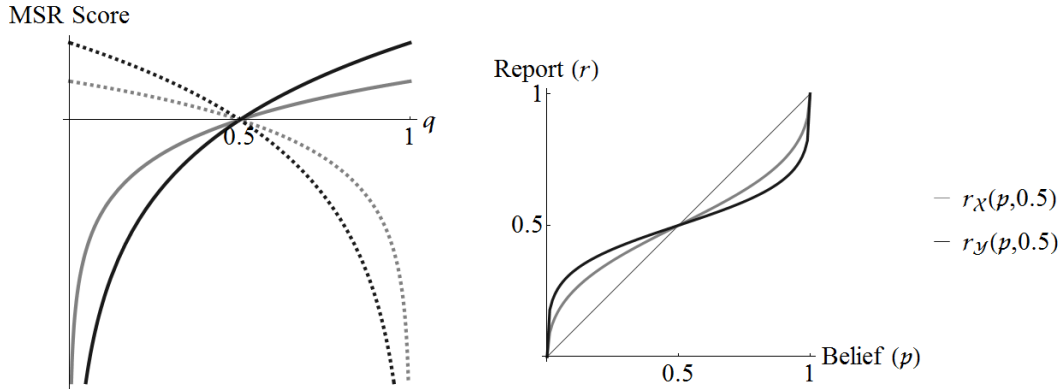 MSR Score
q
0.5
1
Report (r)
1
0.5
0.5
1
Belief (p)
r𝒳(p,0.5)
r𝒴(p,0.5)